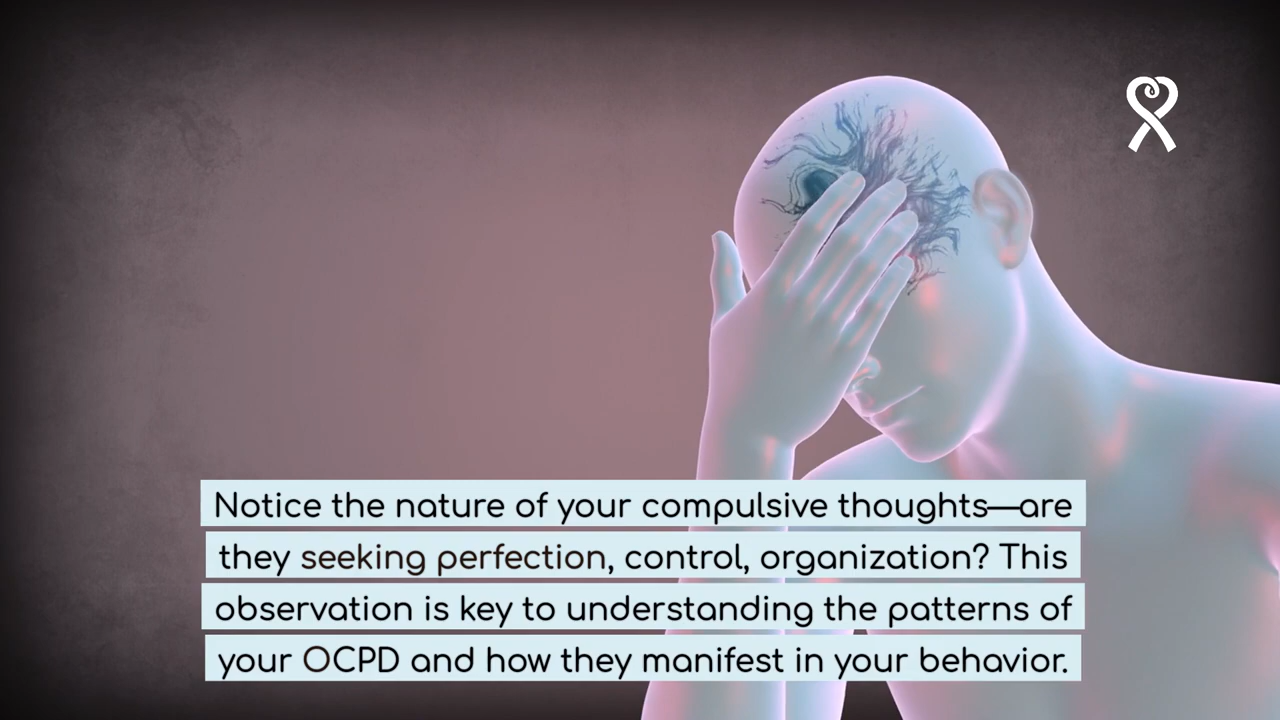 Notice the nature of your compulsive thoughts—are
they seeking perfection, control, organization? This
observation is key to understanding the patterns of
your OCPD and how they manifest in your behavior.